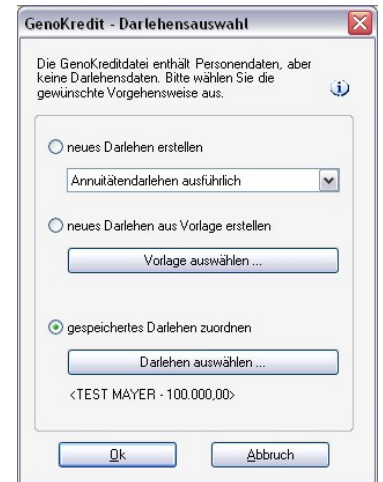 GenoKredit - Darlehensauswahl
Die GenoKreditdatei enthält Personendaten, aber
keine Darlehensdaten. Bitte wählen Sie die
gewünschte Vorgehensweise aus.
neues Darlehen erstellen
Annuitätendarlehen ausführlich
neues Darlehen aus Vorlage erstellen
Vorlage auswählen ...
gespeichertes Darlehen zuordnen
Darlehen auswählen ...
<TEST MAYER - 100.000,00>
Ok
Abbruch